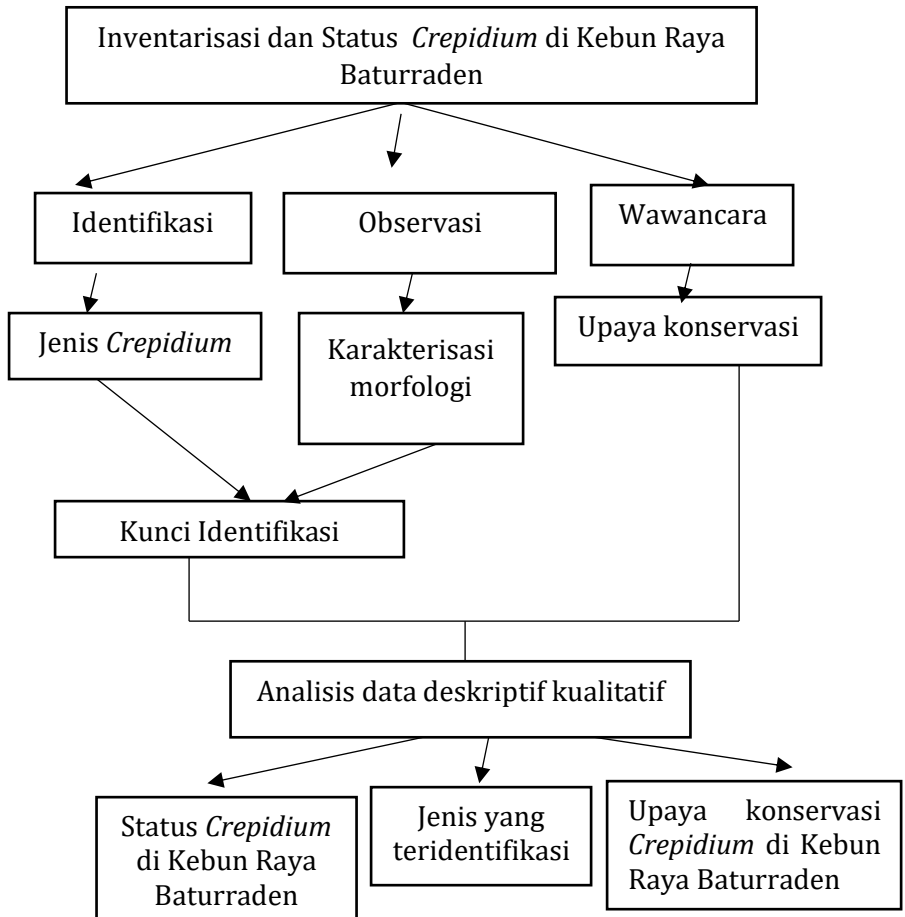 Inventarisasi dan Status Crepidium di Kebun Raya
Baturraden
Identifikasi
Observasi
Wawancara
Jenis Crepidium
Karakterisasi
morfologi
Upaya konservasi
Kunci Identifikasi
Analisis data deskriptif kualitatif
Status Crepidium
di Kebun Raya
Baturraden
Jenis yang
teridentifikasi
Upaya konservasi
Crepidium di Kebun
Raya Baturraden